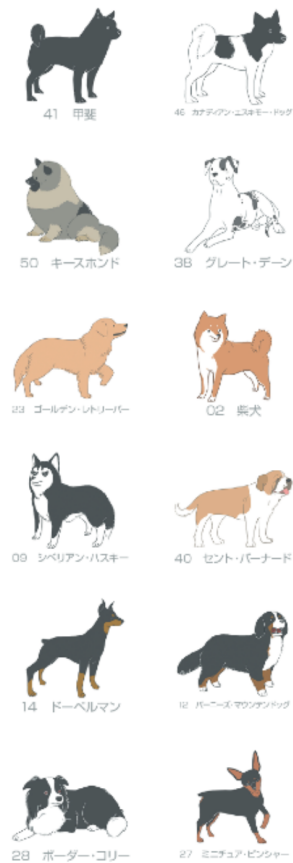 41 甲斐
46 カナディアン・エスキモー・ドッグ
50 キースホンド
38 グレート・デーン
23 ゴールデン・レトリーバー
02 柴犬
09 シベリアン・ハスキー
40 セント・バーナード
14 ドーベルマン
12 バーニーズ・マウンテンドッグ
28 ボーダー・コリー
27 ミニチュア・ピンシャー